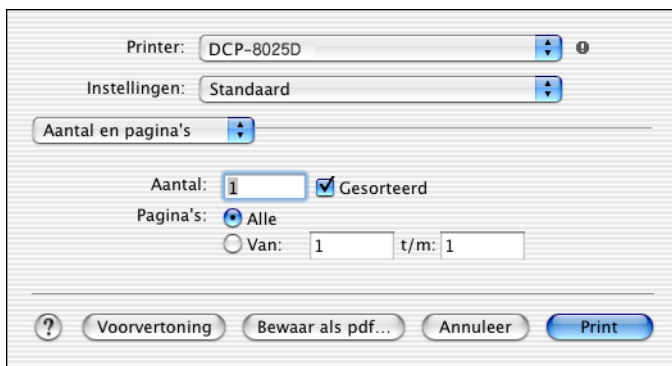 Printer: DCP-8025D
Instellingen: Standaard
Aantal en pagina's
Aantal: 1 Gesorteerd
Pagina's: Alle
Van: 1 t/m: 1
? Voorvertoning Bewaar als pdf... Annuleer Print